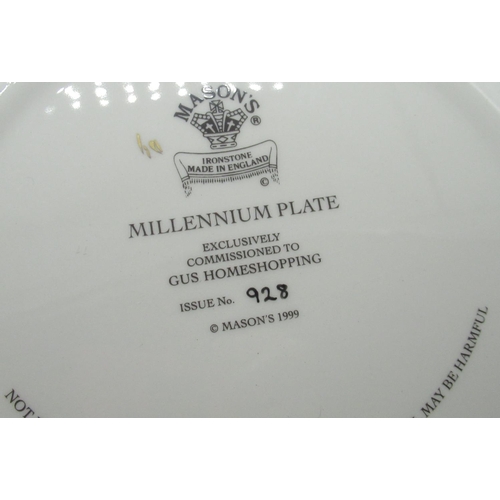 MASON'S ®
IRONSTONE
MADE IN ENGLAND
©
MILLENNIUM PLATE
EXCLUSIVELY
COMMISSIONED TO
GUS HOMESHOPPING
ISSUE No. 928
© MASON'S 1999
NOT
MAY BE HARMFUL